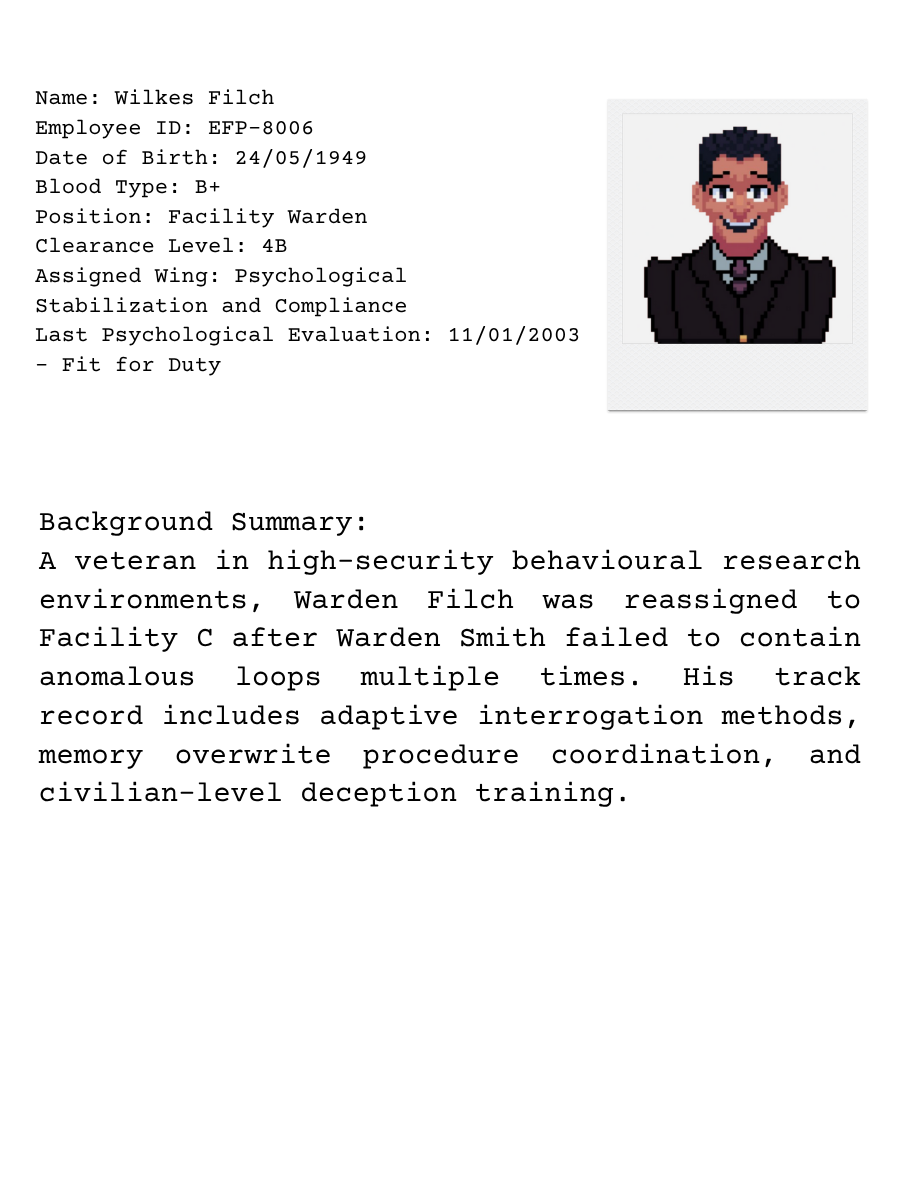 Name: Wilkes Filch
Employee ID: EFP-8006
Date of Birth: 24/05/1949
Blood Type: B+
Position: Facility Warden
Clearance Level: 4B
Assigned Wing: Psychological
Stabilization and Compliance
Last Psychological Evaluation: 11/01/2003
- Fit for Duty
Background Summary:
A veteran in high-security behavioural research
environments, Warden Filch was reassigned to
Facility C after Warden Smith failed to contain
anomalous loops multiple times. His track
record includes adaptive interrogation methods,
memory overwrite procedure coordination, and
civilian-level deception training.